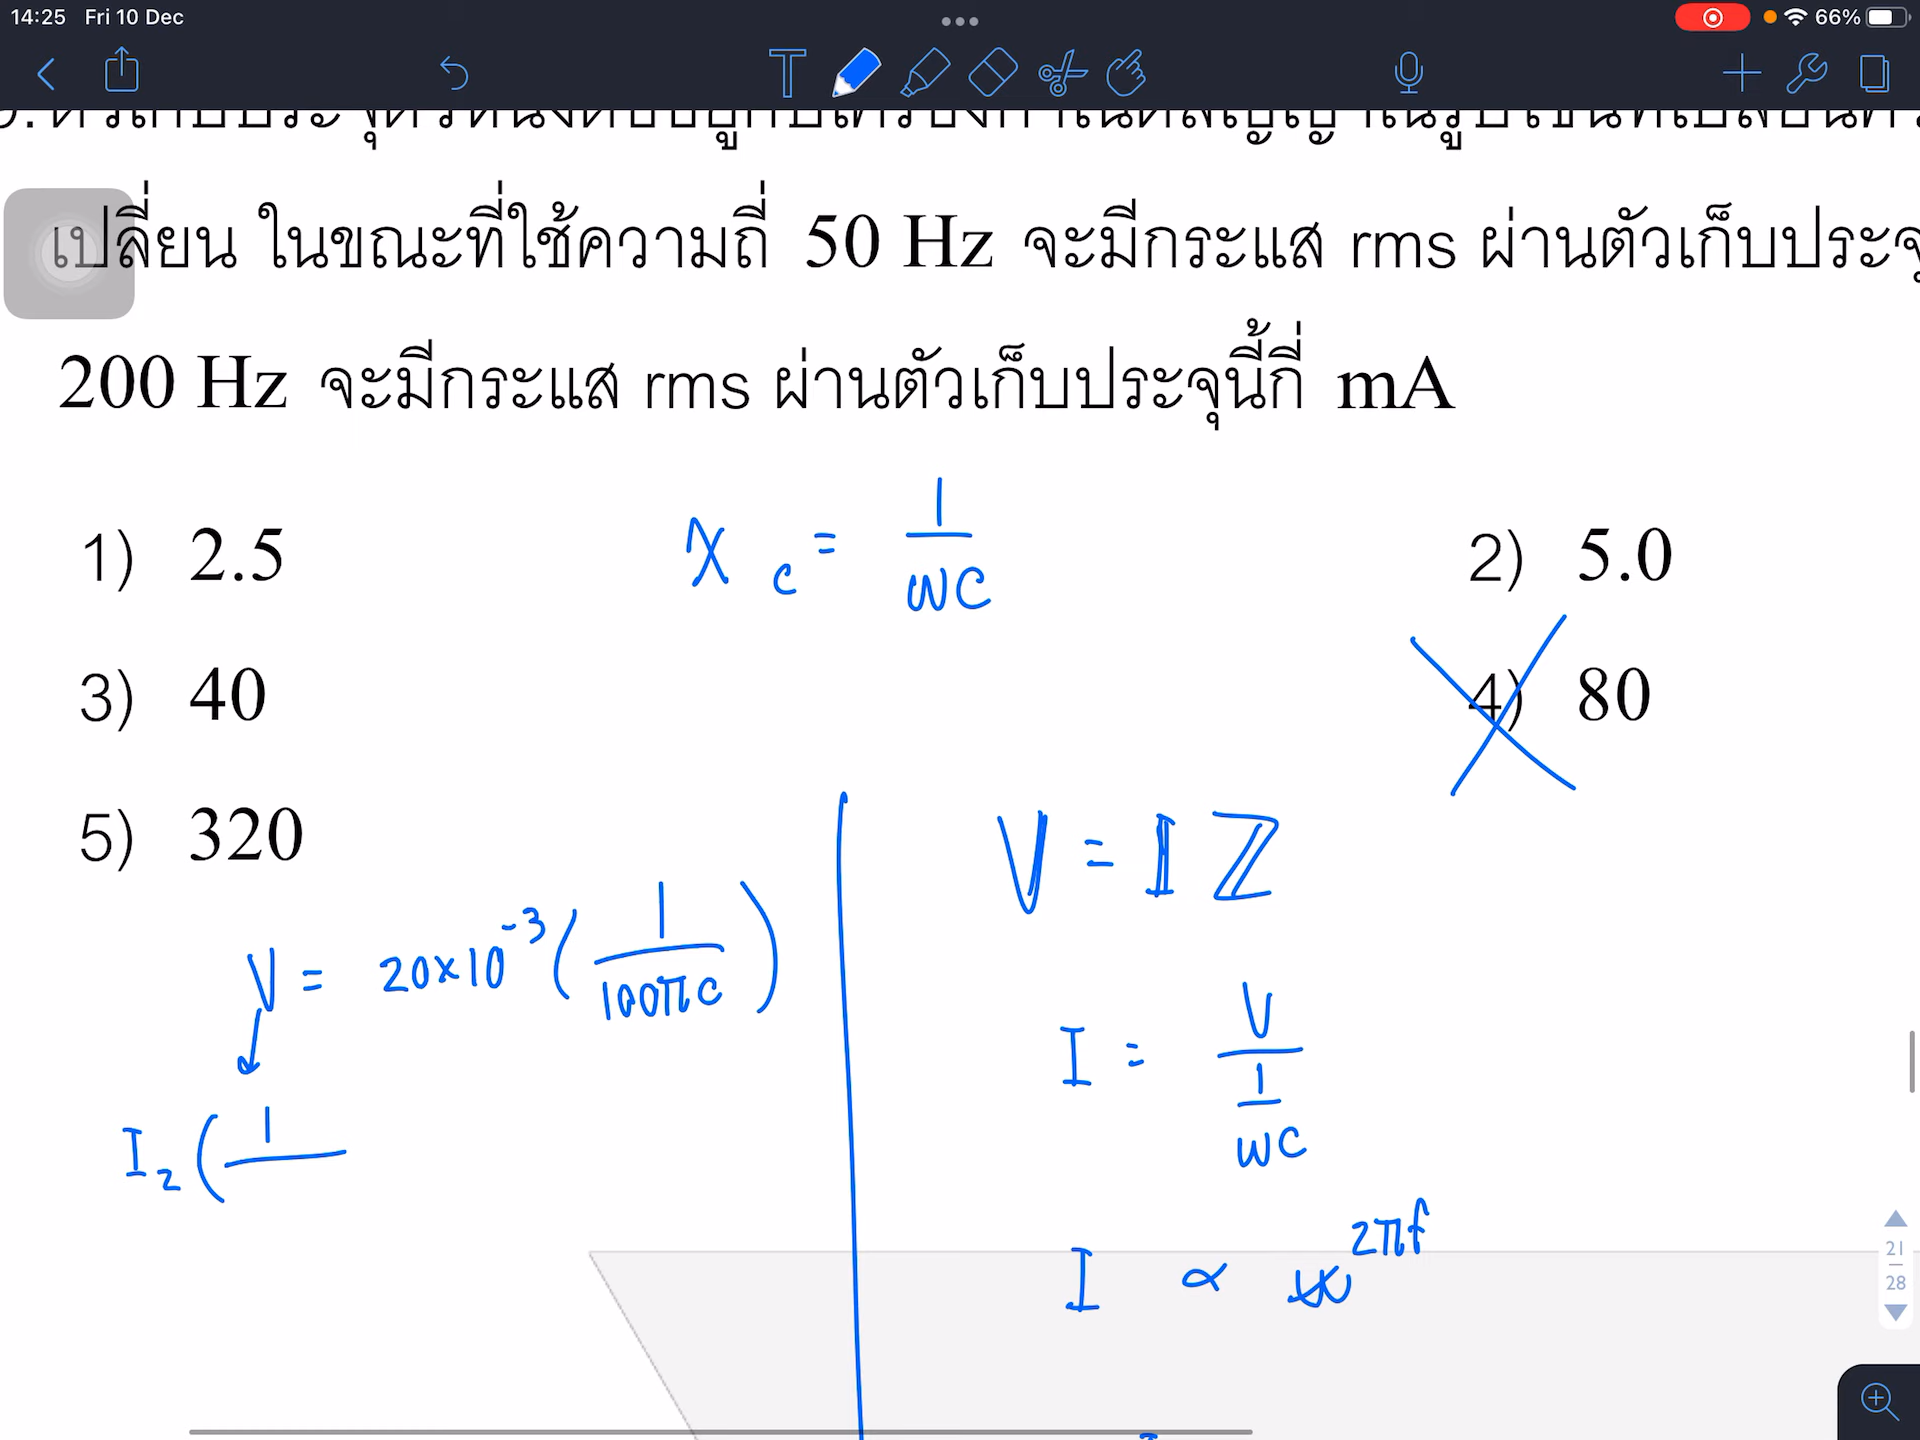 14:25 Fri 10 Dec 66%
เปลี่ยน ในขณะที่ใช้ความถี่ 50 Hz จะมีกระแส rms ผ่านตัวเก็บประจุ
200 Hz จะมีกระแส rms ผ่านตัวเก็บประจุนี้กี่ mA
1) 2.5
2) 5.0
3) 40
4) 80
5) 320
X c = 1 / ωC
V = 20×10⁻³ ( 1 / 100πC )
I₂ ( 1
V = I Z
I = V / 1 / ωC
I ∝ ω 2πf
21
28